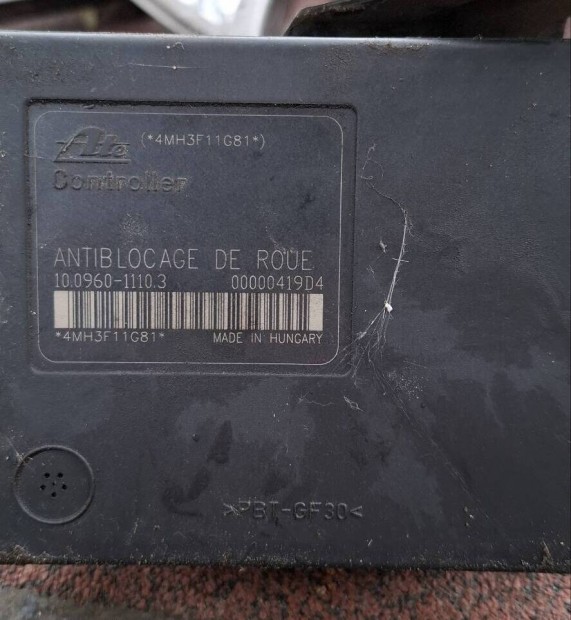 Ate (*4MH3F11G81*)
Controller
ANTIBLOCAGE DE ROUE
10.0960-1110.3 00000419D4
*4MH3F11G81* MADE IN HUNGARY
>PBT-GF30<